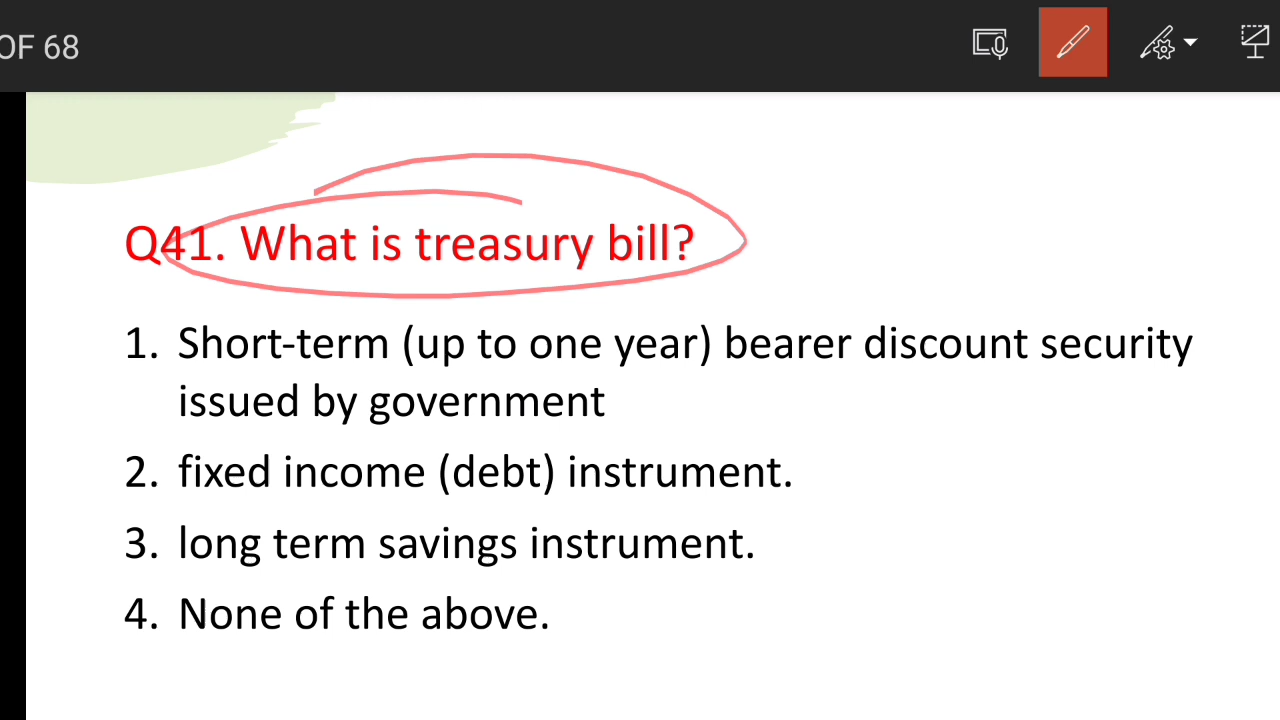 OF 68
Q41. What is treasury bill?
1. Short-term (up to one year) bearer discount security
issued by government
2. fixed income (debt) instrument.
3. long term savings instrument.
4. None of the above.